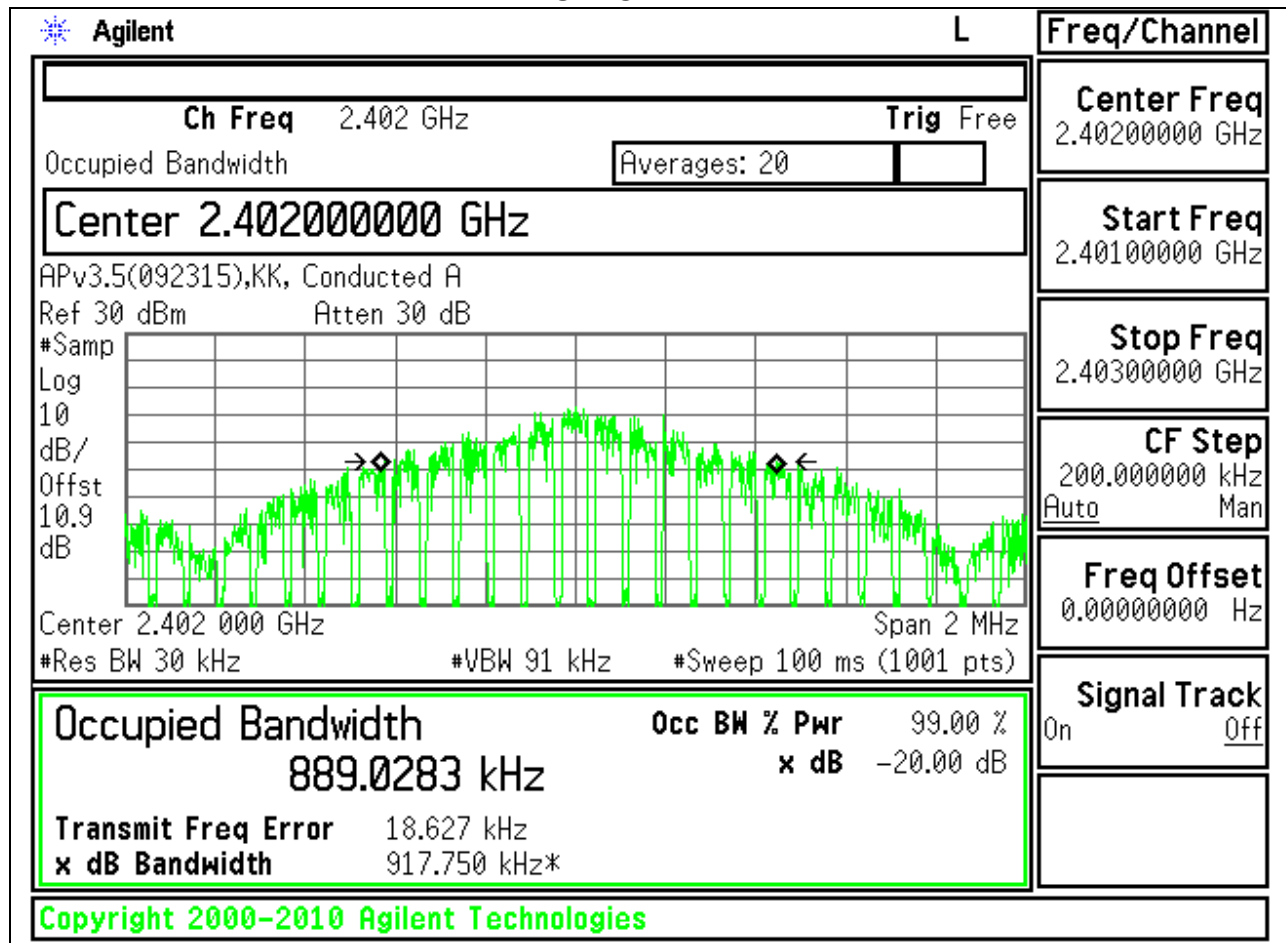 Agilent L
Ch Freq 2.402 GHz Trig Free
Occupied Bandwidth Averages: 20
Center 2.402000000 GHz
APv3.5(092315),KK, Conducted A
Ref 30 dBm Atten 30 dB
#Samp
Log
10
dB/
Offst
10.9
dB
Center 2.402 000 GHz Span 2 MHz
#Res BW 30 kHz #VBW 91 kHz #Sweep 100 ms (1001 pts)
Occupied Bandwidth Occ BW % Pwr 99.00 %
889.0283 kHz x dB -20.00 dB
Transmit Freq Error 18.627 kHz
x dB Bandwidth 917.750 kHz*
Copyright 2000-2010 Agilent Technologies
Freq/Channel
Center Freq
2.40200000 GHz
Start Freq
2.40100000 GHz
Stop Freq
2.40300000 GHz
CF Step
200.000000 kHz
Auto Man
Freq Offset
0.00000000 Hz
Signal Track
On Off